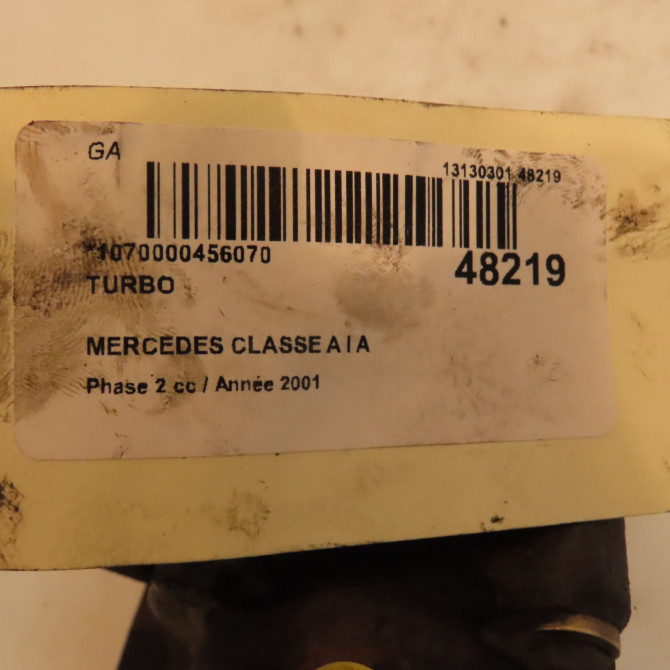 GA
13130301 48219
*1070000456070
48219
TURBO
MERCEDES CLASSE A I A
Phase 2 cc / Année 2001